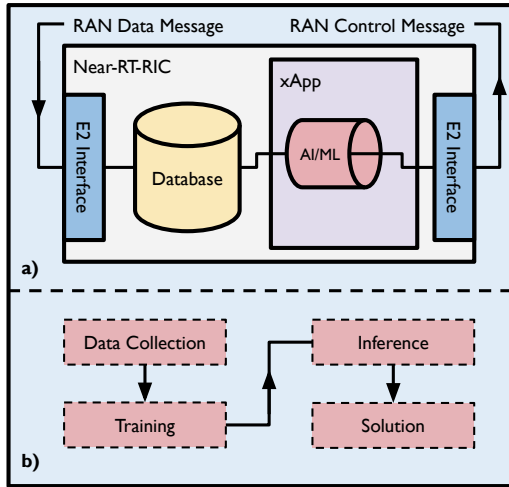 RAN Data Message
RAN Control Message
Near-RT-RIC
xApp
E2 Interface
Database
AI/ML
E2 Interface
a)
Data Collection
Inference
Training
Solution
b)